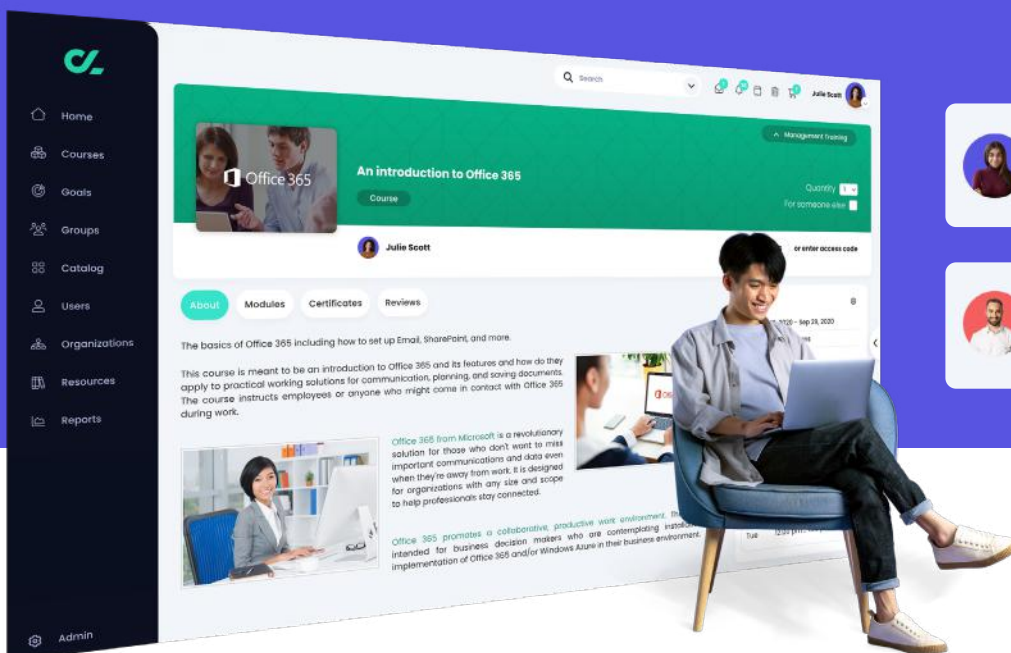 Search
Julie Scott
Home
Courses
Goals
Groups
Catalog
Users
Organizations
Resources
Reports
Admin
Management Training
Office 365
An introduction to Office 365
Course
Quantity 1
For someone else
Julie Scott
or enter access code
About
Modules
Certificates
Reviews
2020 - Sep 29, 2020
The basics of Office 365 including how to set up Email, SharePoint, and more.
This course is meant to be an introduction to Office 365 and its features and how do they
apply to practical working solutions for communication, planning, and saving documents.
The course instructs employees or anyone who might come in contact with Office 365
during work.
Office 365 from Microsoft is a revolutionary
solution for those who don't want to miss
important communications and data even
when they're away from work. It is designed
for organizations with any size and scope
to help professionals stay connected.
Office 365 promotes a collaborative, productive work environment.
intended for business decision makers who are contemplating
implementation of Office 365 and/or Windows Azure in their business environment.
Tue
12:00 pm